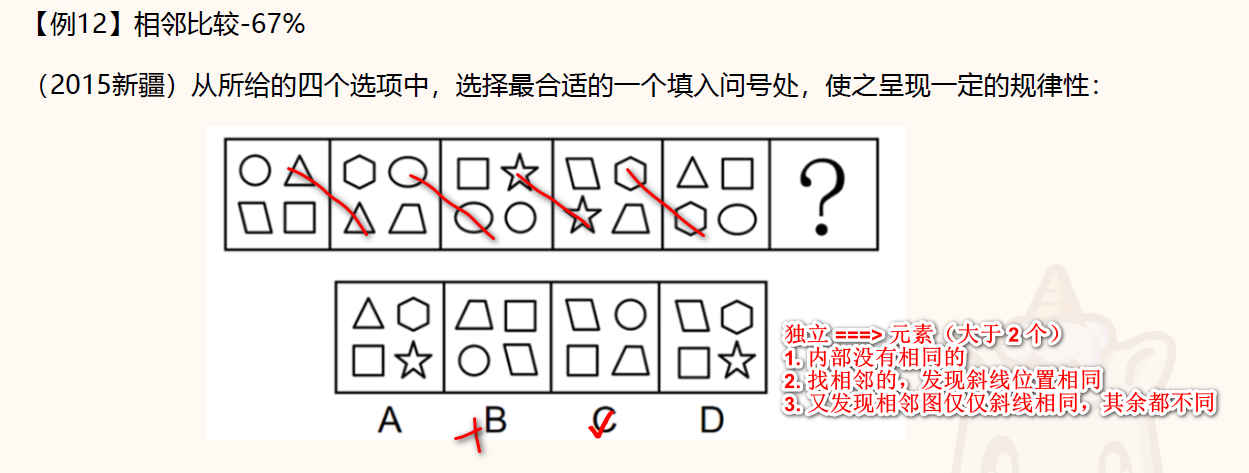 【例12】相邻比较-67%
（2015新疆）从所给的四个选项中，选择最合适的一个填入问号处，使之呈现一定的规律性：
?
A B C D
独立 ===> 元素（大于 2 个）
1. 内部没有相同的
2. 找相邻的，发现斜线位置相同
3. 又发现相邻图仅仅斜线相同，其余都不同